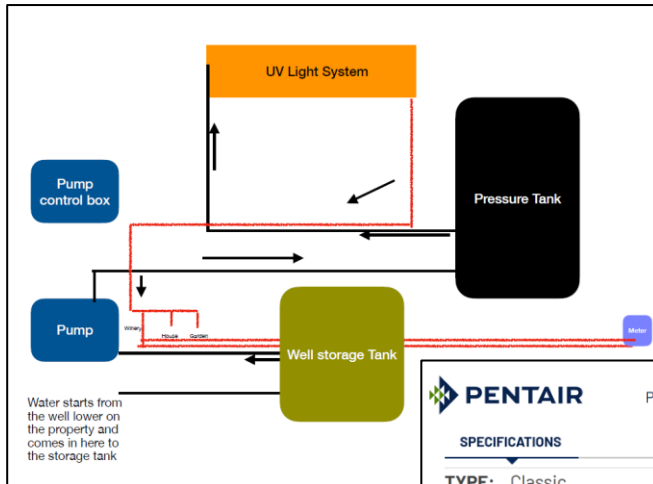 UV Light System
Pump
control box
Pressure Tank
Pump
Winery
House
Garden
Well storage Tank
Meter
Water starts from
the well lower on
the property and
comes in here to
the storage tank
PENTAIR
P
SPECIFICATIONS
TYPE: Classic